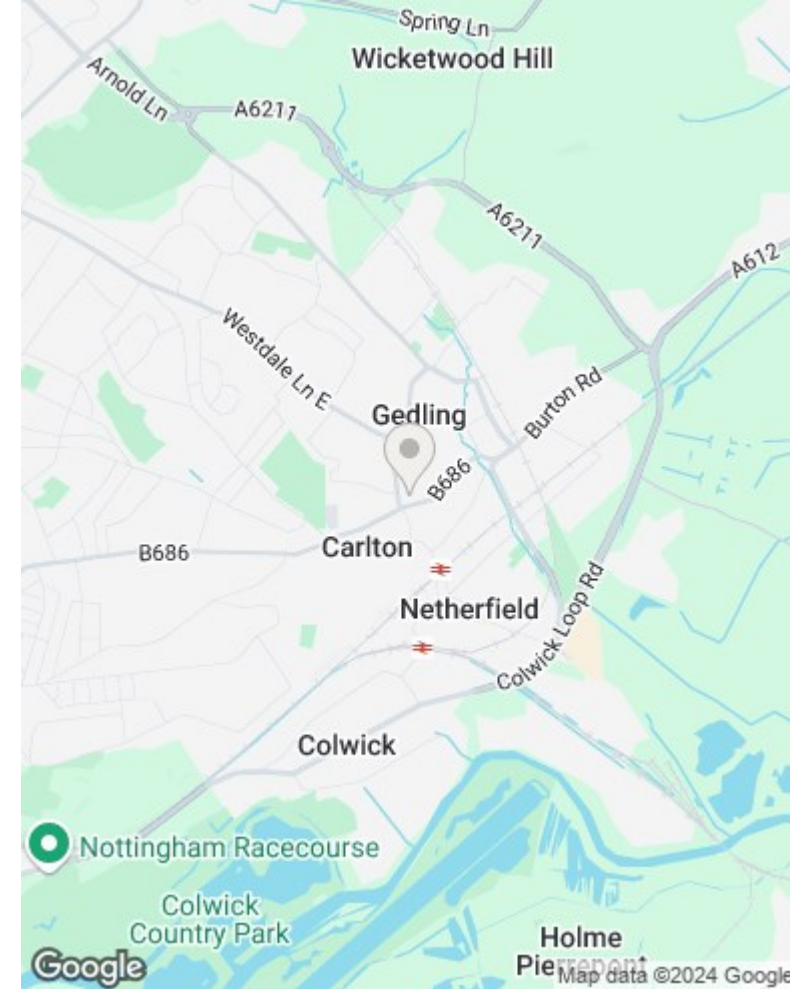 Spring Ln
Wicketwood Hill
Arnold Ln
A6211
A6211
A612
Westdale Ln E
Burton Rd
Gedling
B686
Carlton
B686
Netherfield
Colwick Loop Rd
Colwick
Nottingham Racecourse
Colwick
Country Park
Holme
Pierrepont
Google
Map data ©2024 Google